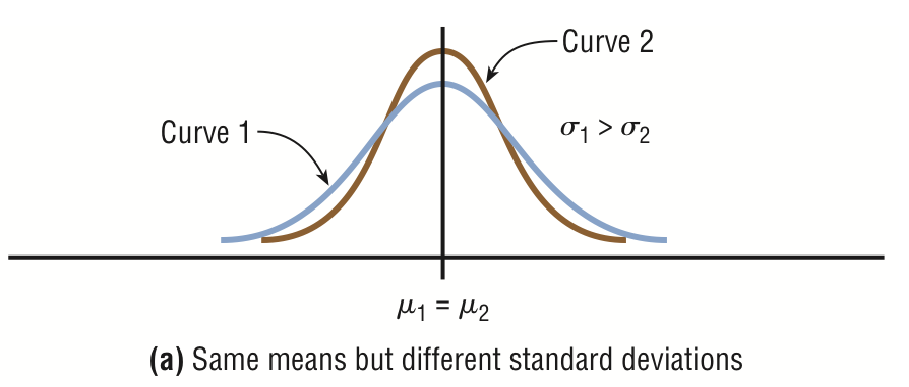 Curve 2
Curve 1
σ₁ > σ₂
μ₁ = μ₂
(a) Same means but different standard deviations